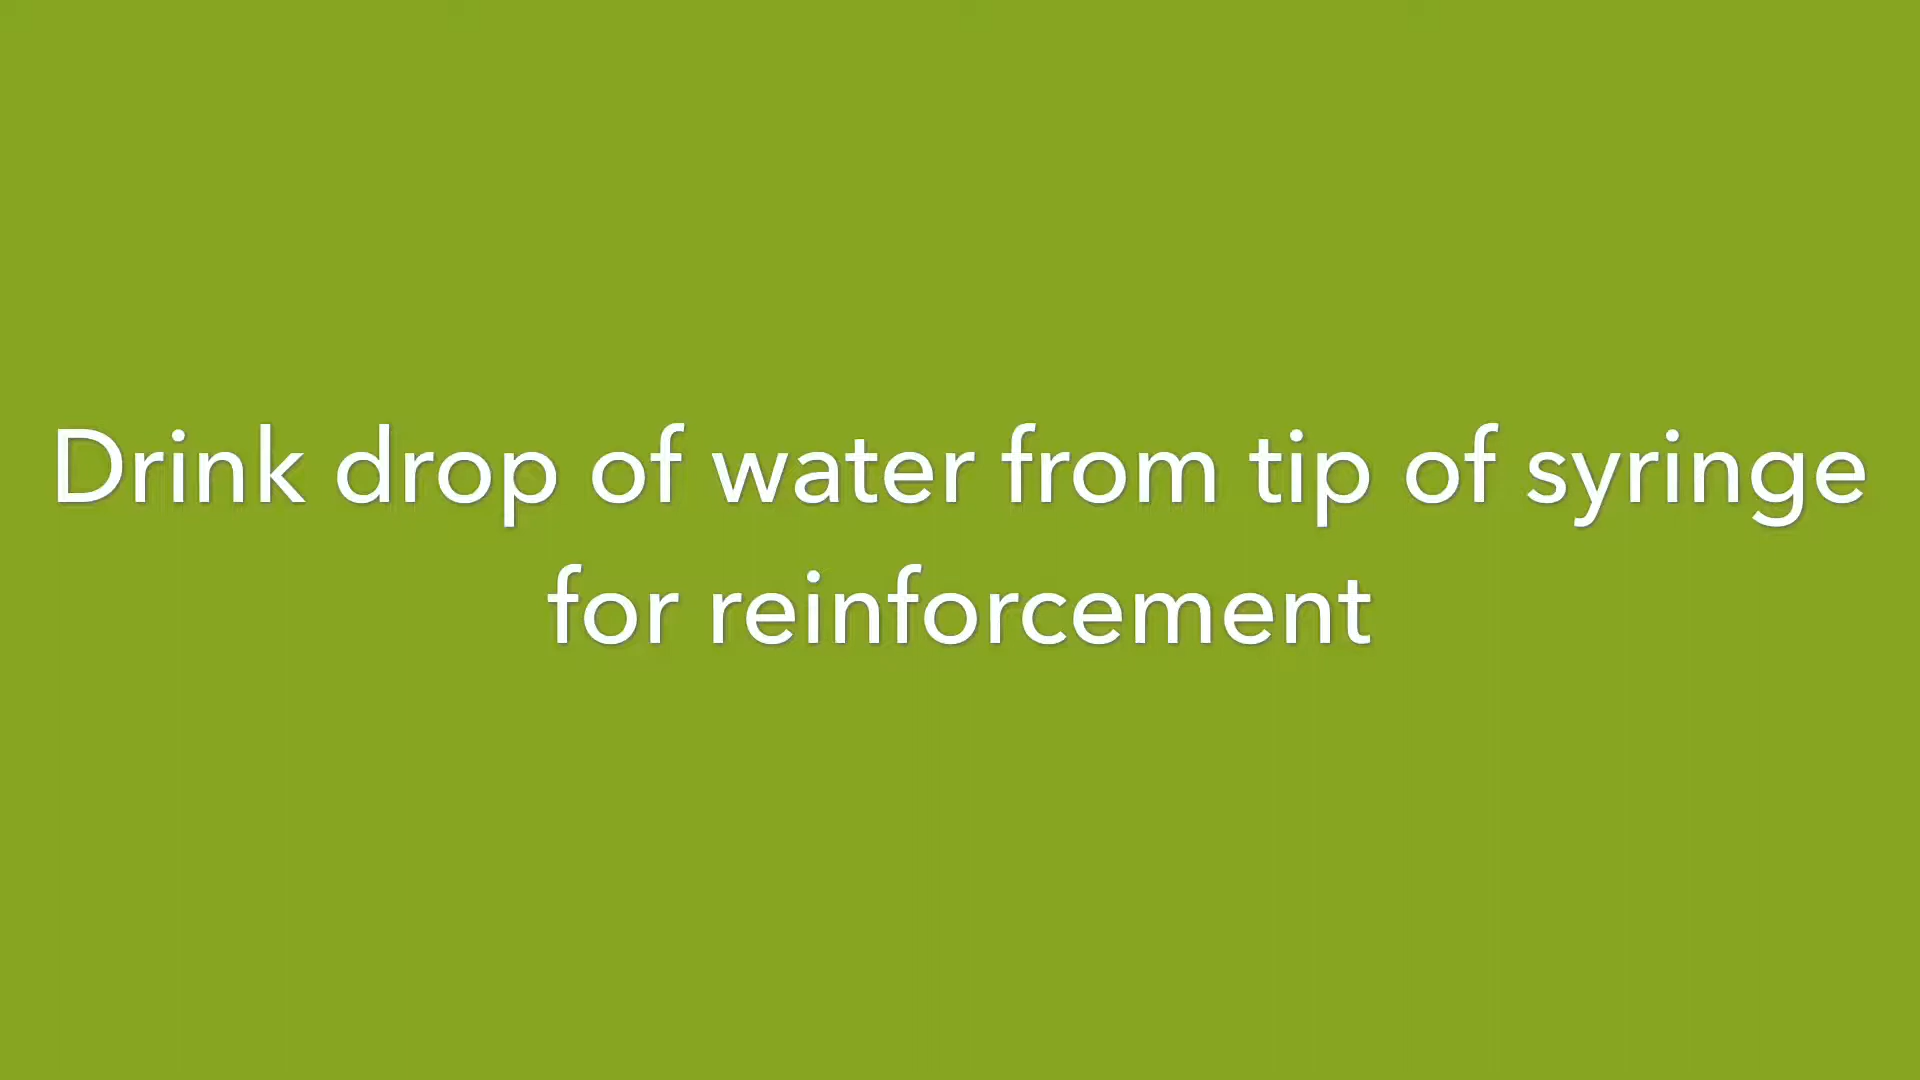 Drink drop of water from tip of syringe
for reinforcement